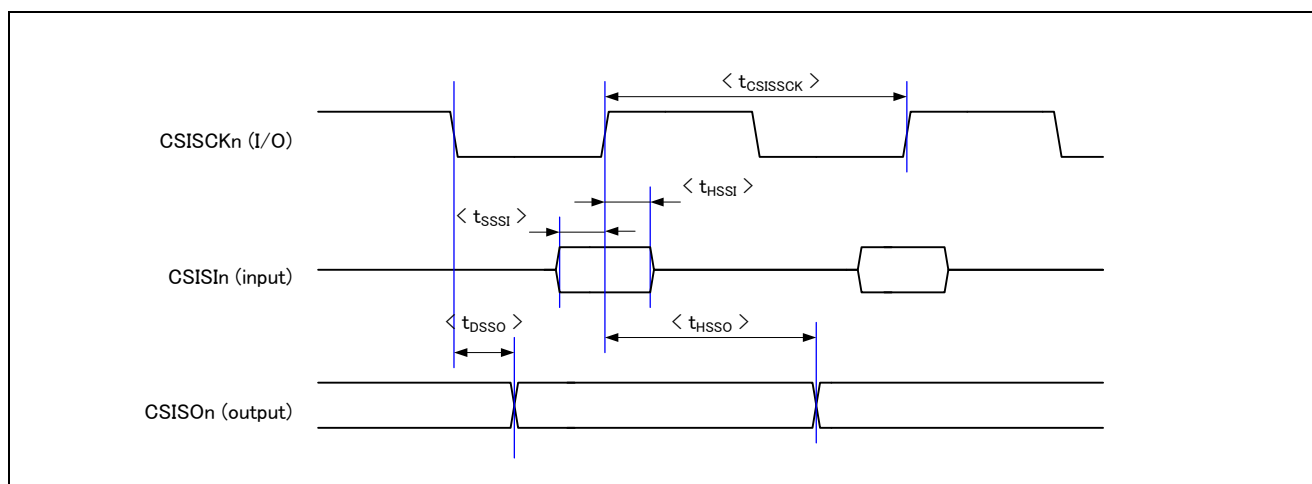 < tCSISSCK >
CSISCKn (I/O)
< tHSSI >
< tSSSI >
CSISIn (input)
< tDSSO >
< tHSSO >
CSISOn (output)